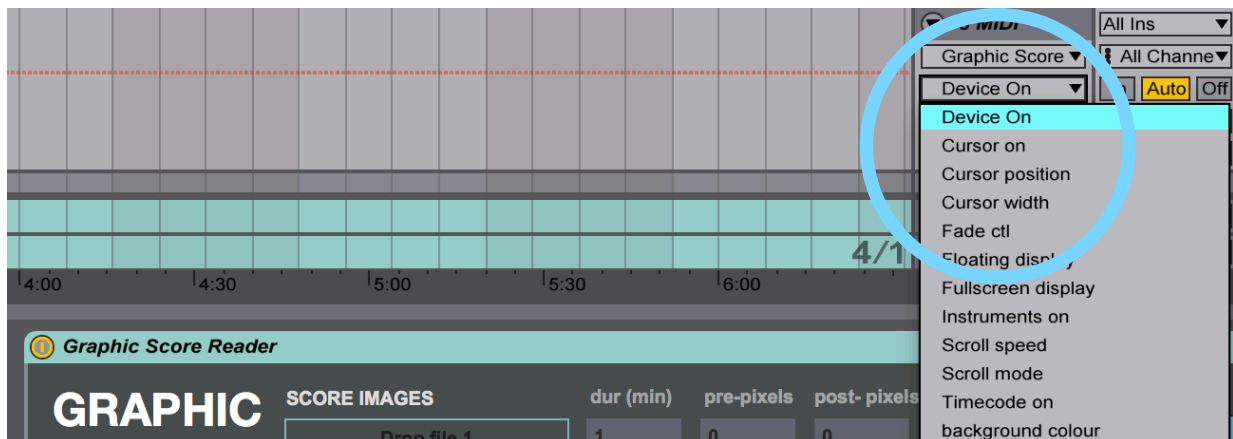 MIDI
All Ins
Graphic Score
All Channe
Device On
Auto
Off
Device On
Cursor on
Cursor position
Cursor width
Fade ctl
4/1
Floating display
4:00
4:30
5:00
5:30
6:00
Fullscreen display
Instruments on
Graphic Score Reader
Scroll speed
Scroll mode
GRAPHIC
SCORE IMAGES
dur (min)
pre-pixels
post- pixels
Timecode on
Drop file 1
1
0
0
background colour